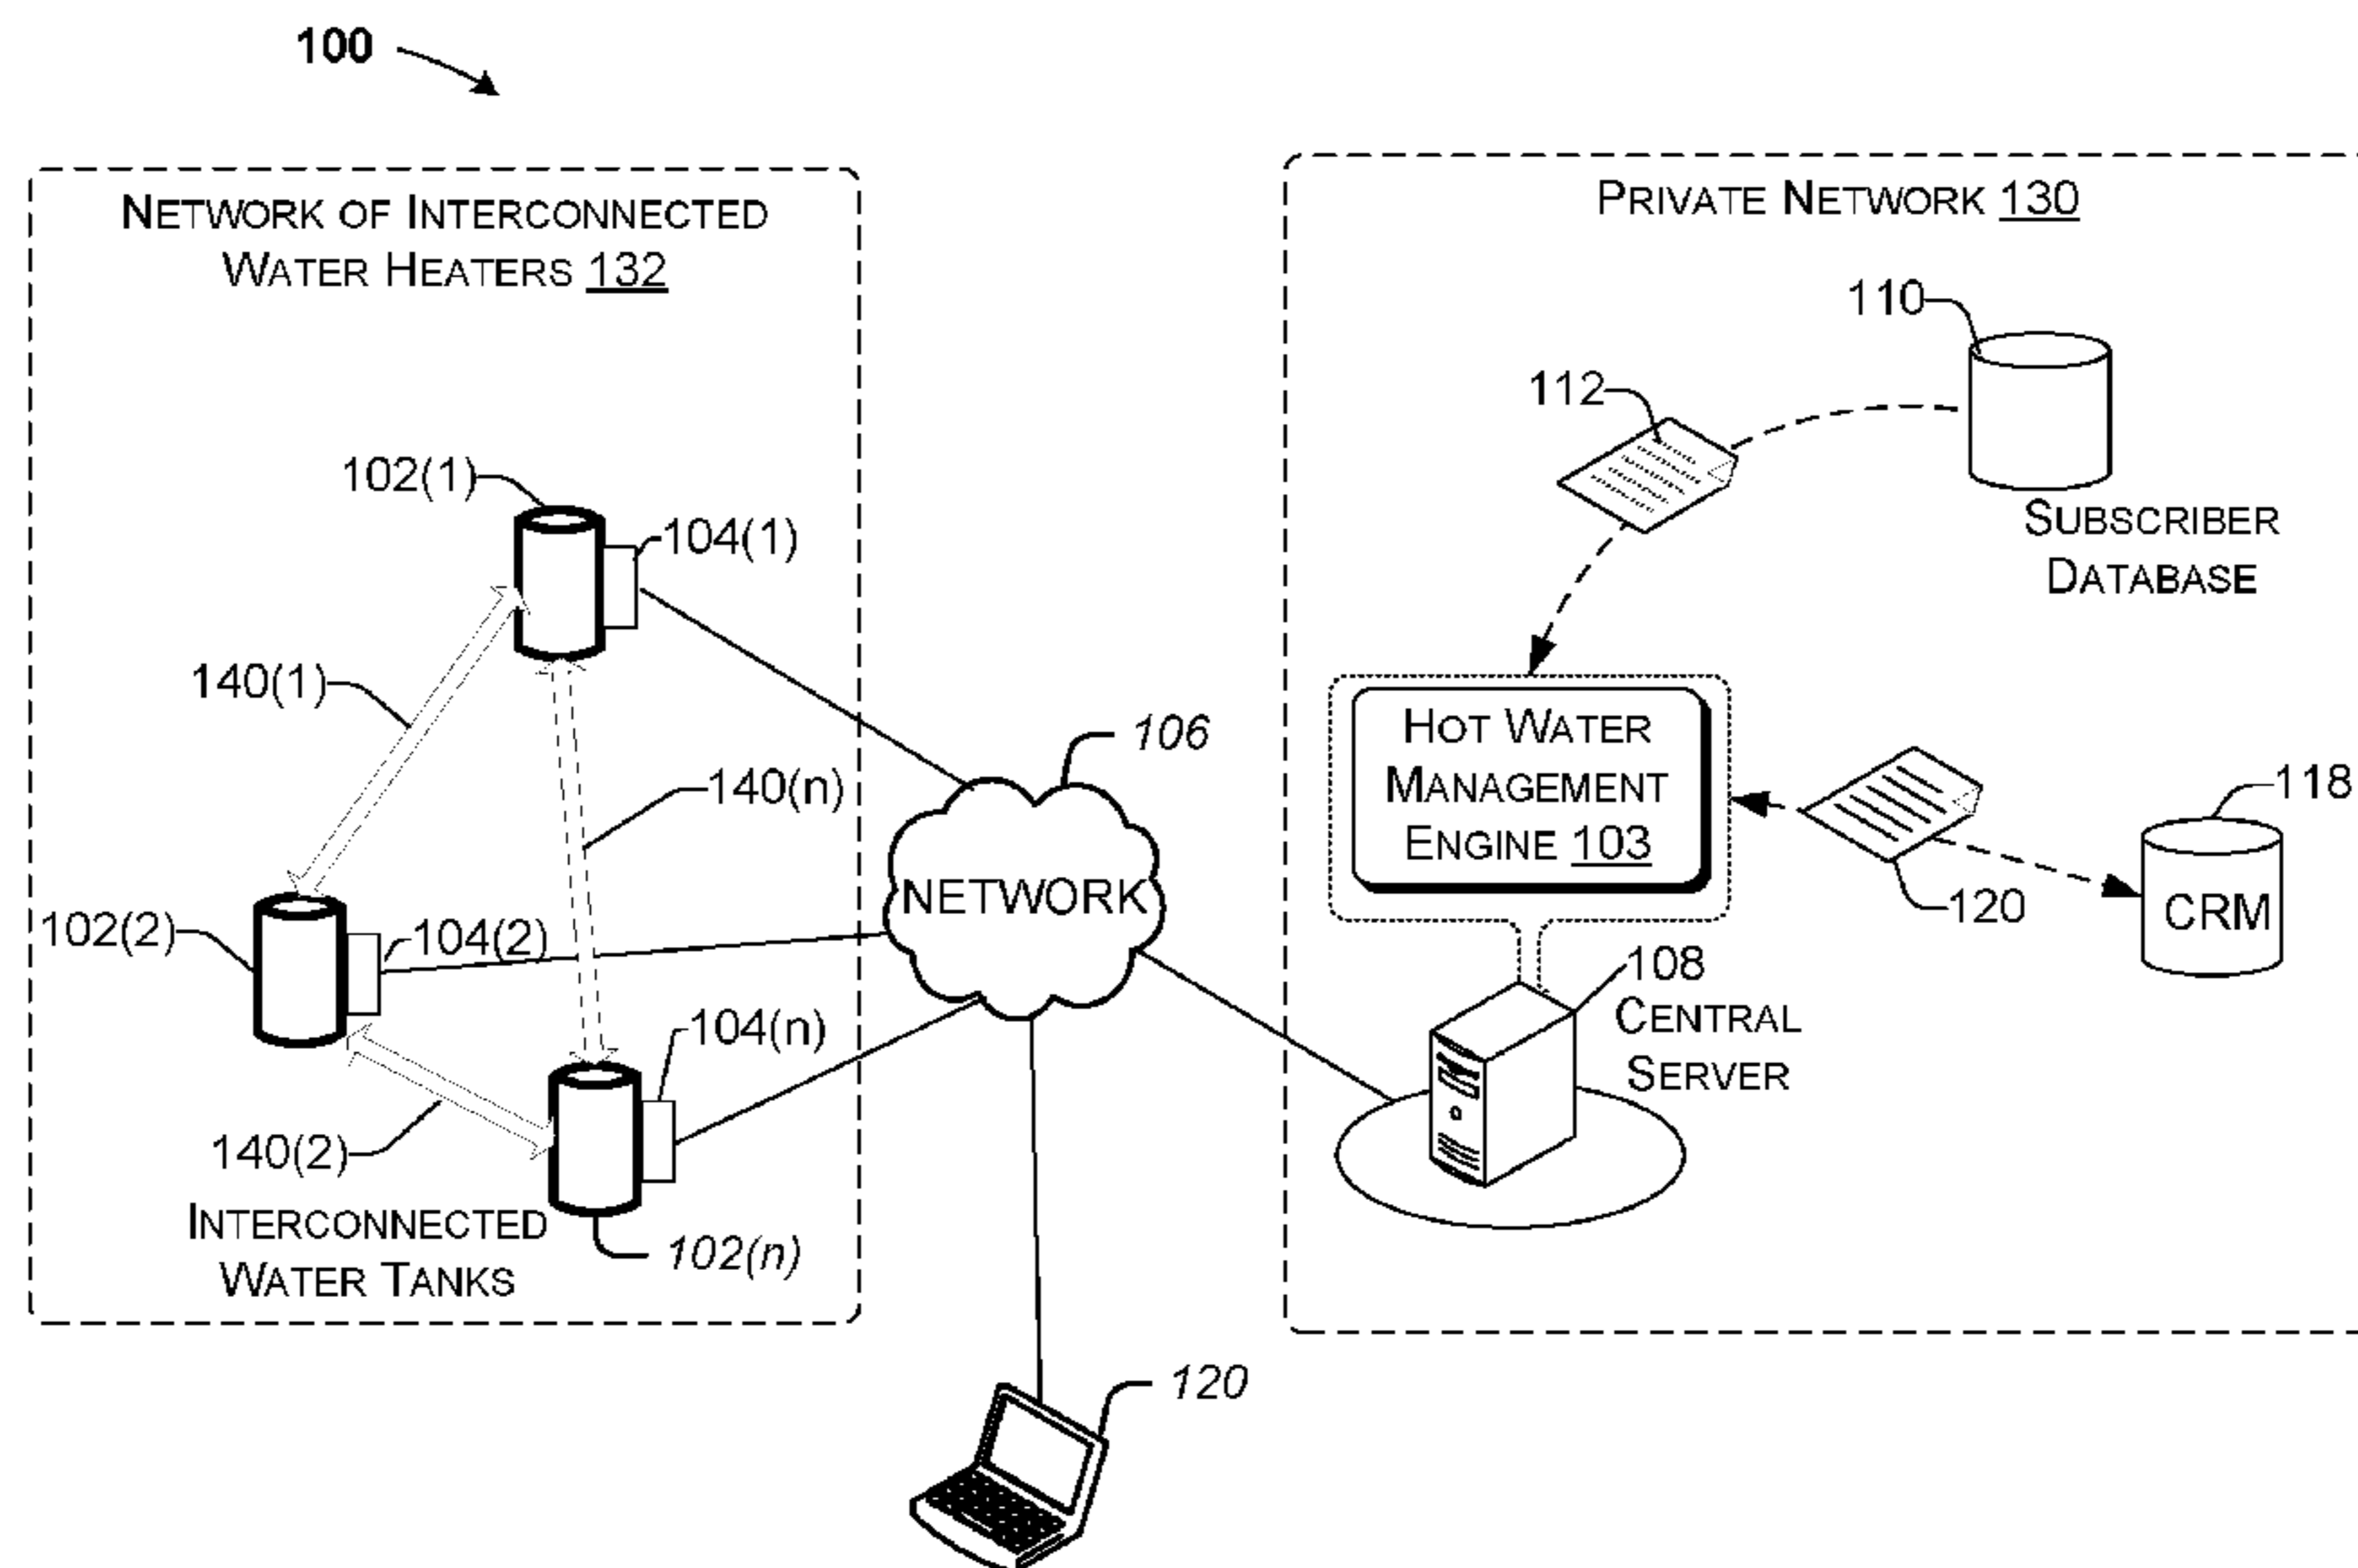 100
NETWORK OF INTERCONNECTED
WATER HEATERS 132
PRIVATE NETWORK 130
110
112
SUBSCRIBER
DATABASE
102(1)
104(1)
140(1)
140(n)
106
HOT WATER
MANAGEMENT
ENGINE 103
118
CRM
120
NETWORK
102(2)
104(2)
108
CENTRAL
SERVER
104(n)
140(2)
INTERCONNECTED
WATER TANKS
102(n)
120